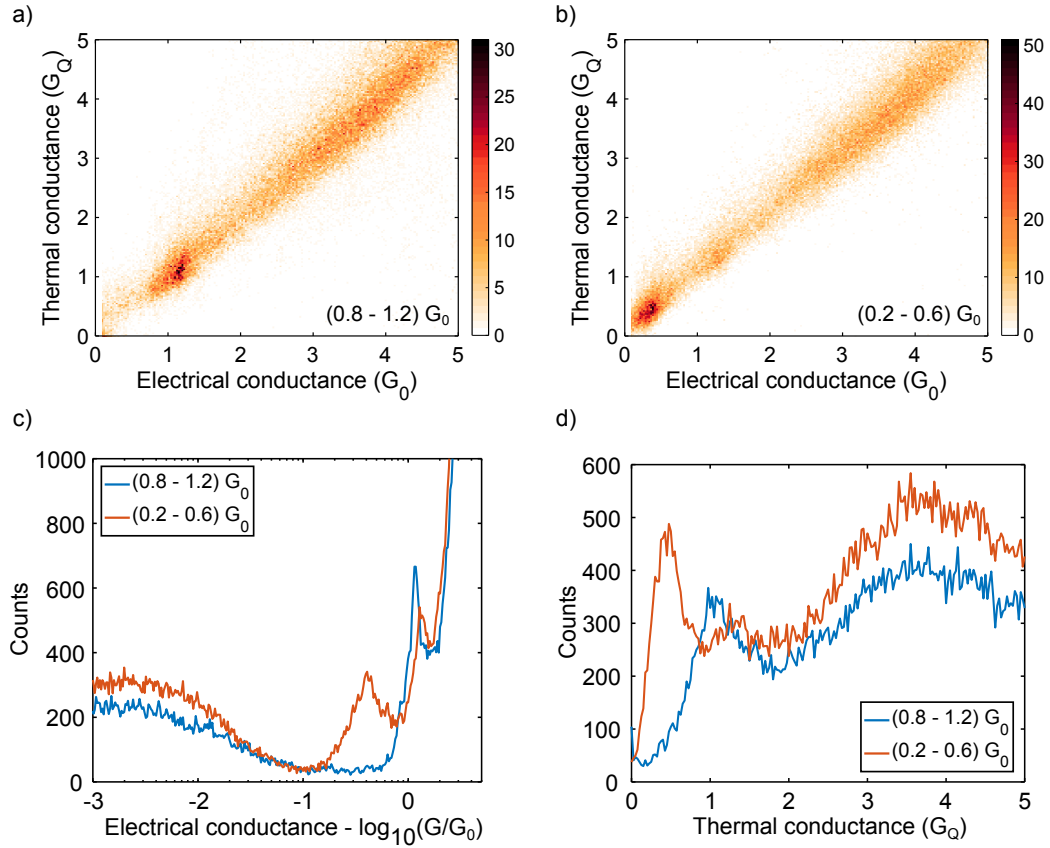 a)
5
4
3
2
1
0
Thermal conductance (G_Q)
0 1 2 3 4 5
Electrical conductance (G_0)
(0.8 - 1.2) G_0
30
25
20
15
10
5
0
b)
5
4
3
2
1
0
Thermal conductance (G_Q)
0 1 2 3 4 5
Electrical conductance (G_0)
(0.2 - 0.6) G_0
50
40
30
20
10
0
c)
1000
800
600
400
200
0
Counts
(0.8 - 1.2) G_0
(0.2 - 0.6) G_0
-3 -2 -1 0
Electrical conductance - log_10(G/G_0)
d)
600
500
400
300
200
100
0
Counts
(0.8 - 1.2) G_0
(0.2 - 0.6) G_0
0 1 2 3 4 5
Thermal conductance (G_Q)